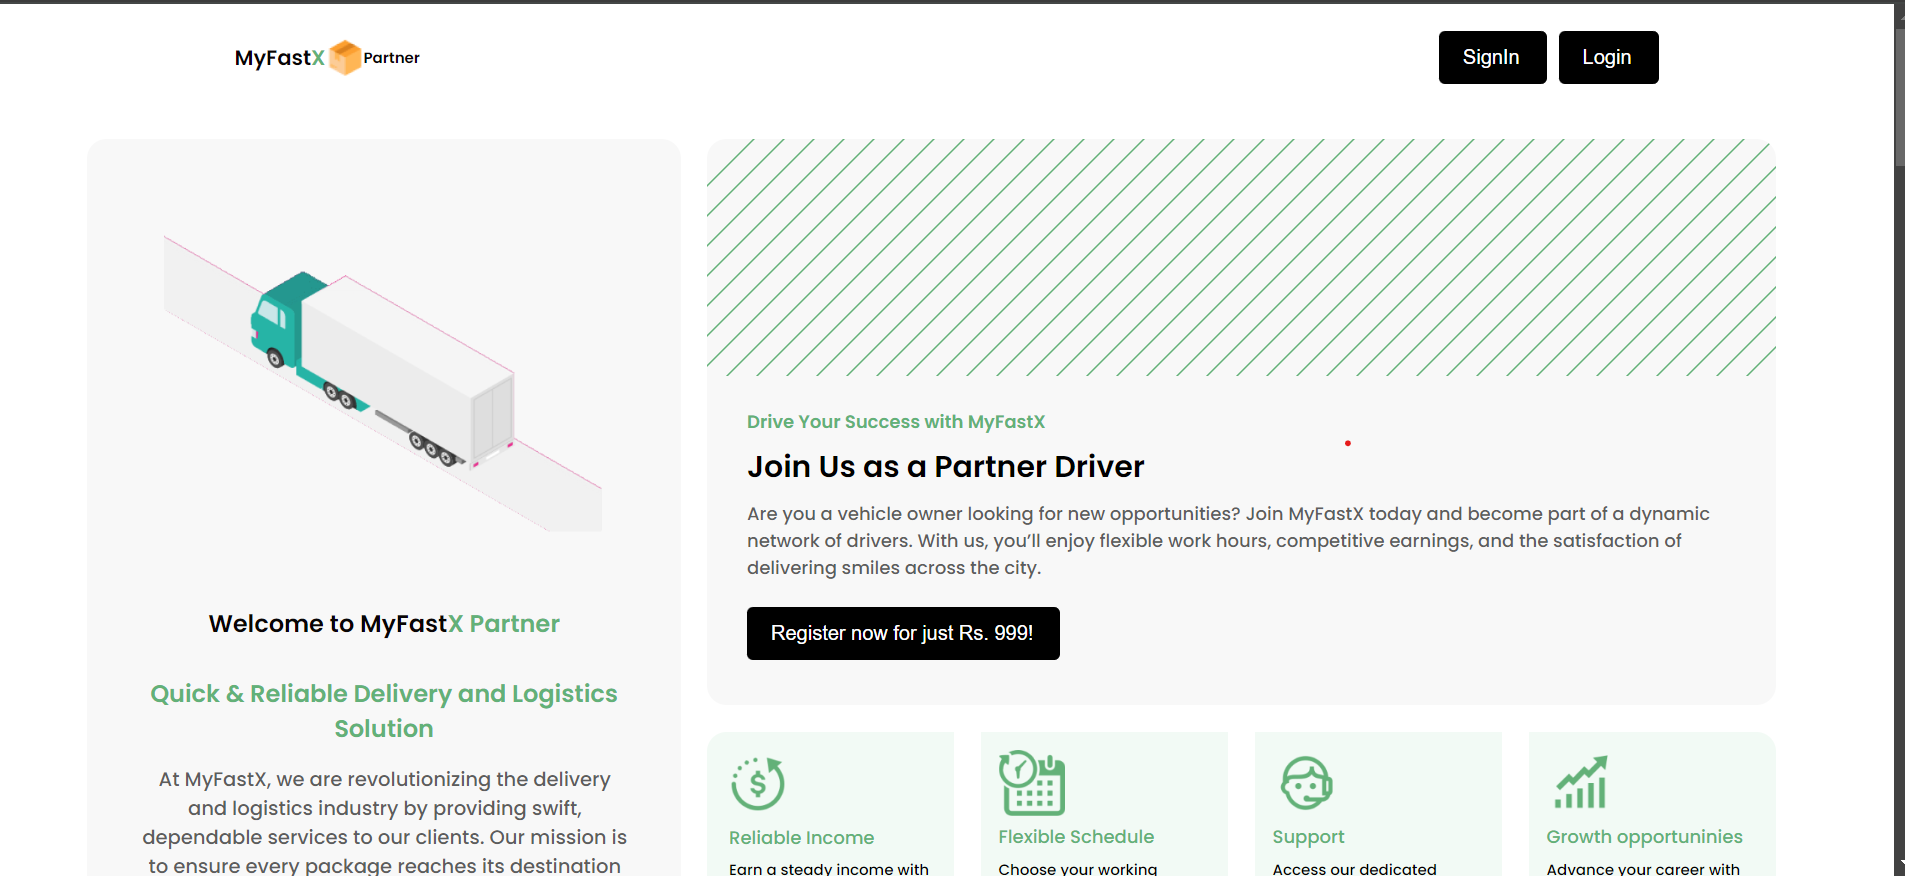 MyFastX Partner
SignIn
Login
Welcome to MyFastX Partner
Quick & Reliable Delivery and Logistics
Solution
At MyFastX, we are revolutionizing the delivery
and logistics industry by providing swift,
dependable services to our clients. Our mission is
to ensure every package reaches its destination
Drive Your Success with MyFastX
Join Us as a Partner Driver
Are you a vehicle owner looking for new opportunities? Join MyFastX today and become part of a dynamic
network of drivers. With us, you’ll enjoy flexible work hours, competitive earnings, and the satisfaction of
delivering smiles across the city.
Register now for just Rs. 999!
Reliable Income
Earn a steady income with
Flexible Schedule
Choose your working
Support
Access our dedicated
Growth opportuninies
Advance your career with